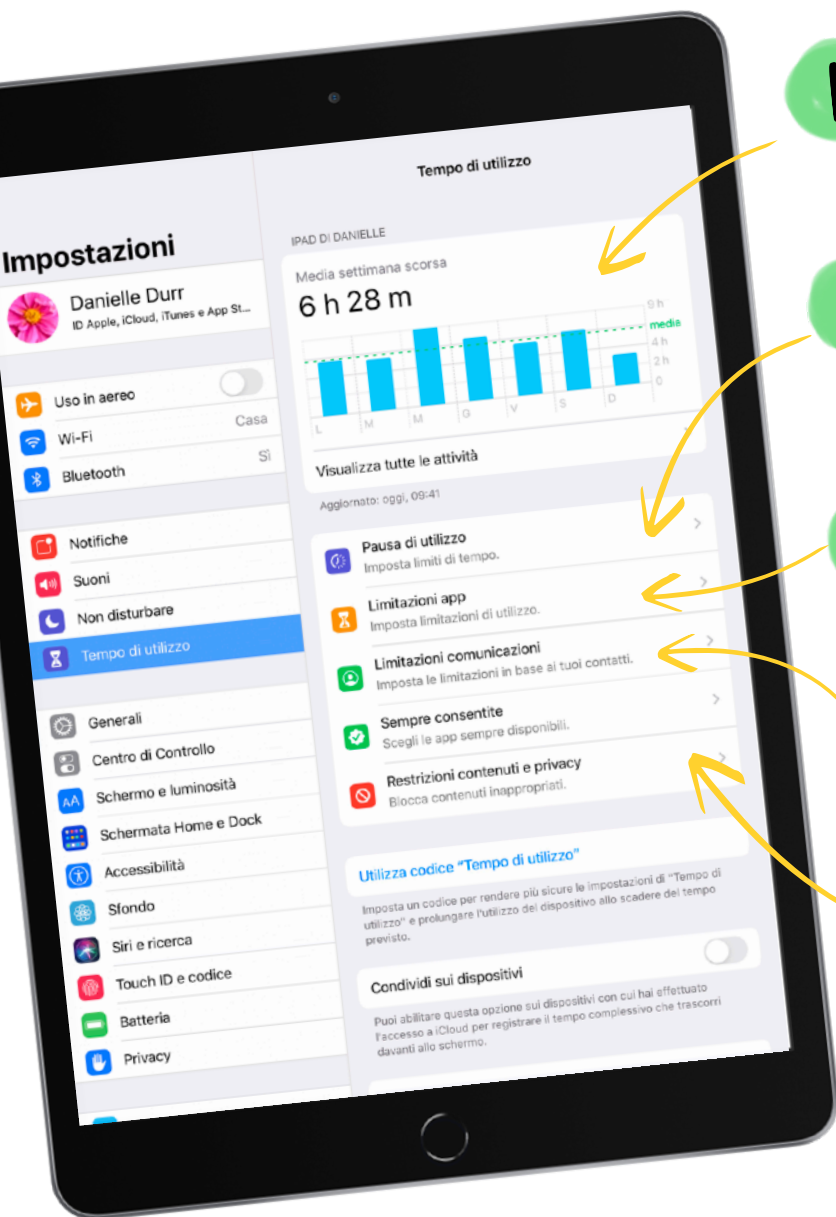 Impostazioni
Danielle Durr
ID Apple, iCloud, iTunes e App St...
Uso in aereo
Wi-Fi
Casa
Bluetooth
Sì
Notifiche
Suoni
Non disturbare
Tempo di utilizzo
Generali
Centro di Controllo
AA
Schermo e luminosità
Schermata Home e Dock
Accessibilità
Sfondo
Siri e ricerca
Touch ID e codice
Batteria
Privacy
Tempo di utilizzo
IPAD DI DANIELLE
Media settimana scorsa
6 h 28 m
9 h
media
4 h
2 h
0
L M M G V S D
Visualizza tutte le attività
Aggiornato: oggi, 09:41
Pausa di utilizzo
Imposta limiti di tempo.
Limitazioni app
Imposta limitazioni di utilizzo.
Limitazioni comunicazioni
Imposta le limitazioni in base ai tuoi contatti.
Sempre consentite
Scegli le app sempre disponibili.
Restrizioni contenuti e privacy
Blocca contenuti inappropriati.
Utilizza codice “Tempo di utilizzo”
Imposta un codice per rendere più sicure le impostazioni di “Tempo di
utilizzo” e prolungare l’utilizzo del dispositivo allo scadere del tempo
previsto.
Condividi sui dispositivi
Puoi abilitare questa opzione sui dispositivi con cui hai effettuato
l’accesso a iCloud per registrare il tempo complessivo che trascorri
davanti allo schermo.